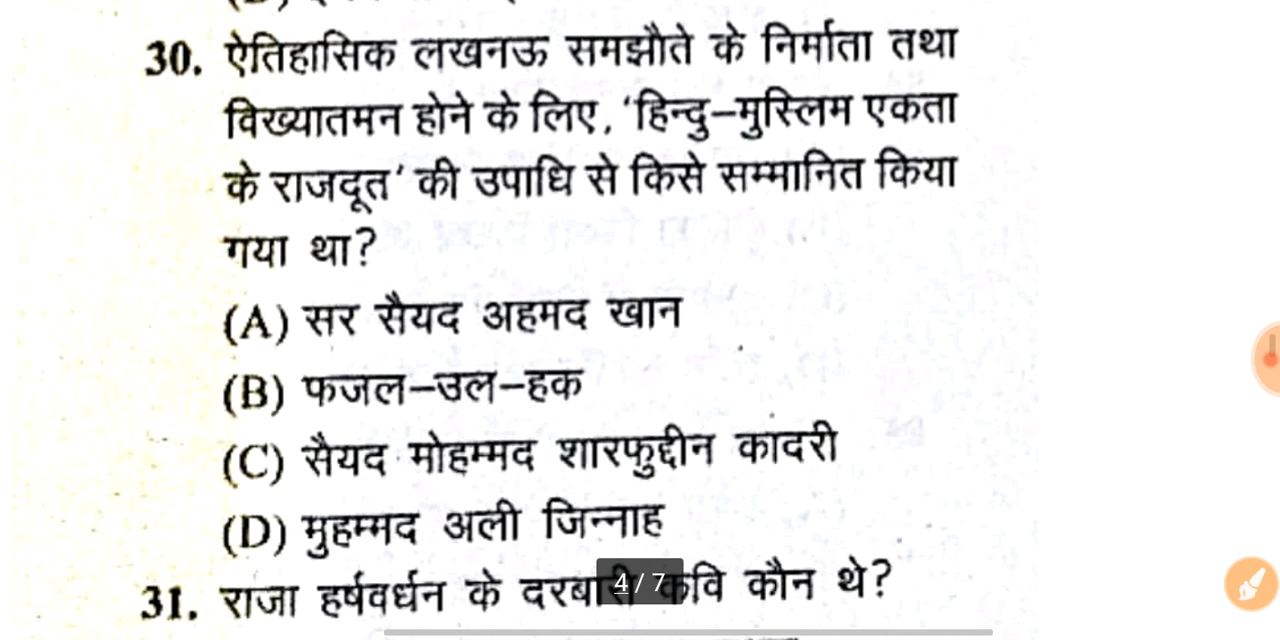 30. ऐतिहासिक लखनऊ समझौते के निर्माता तथा
विख्यातमन होने के लिए, 'हिन्दु-मुस्लिम एकता
के राजदूत' की उपाधि से किसे सम्मानित किया
गया था?
(A) सर सैयद अहमद खान
(B) फजल-उल-हक
(C) सैयद मोहम्मद शारफुद्दीन कादरी
(D) मुहम्मद अली जिन्नाह
31. राजा हर्षवर्धन के दरबारी कवि कौन थे?
4 / 7